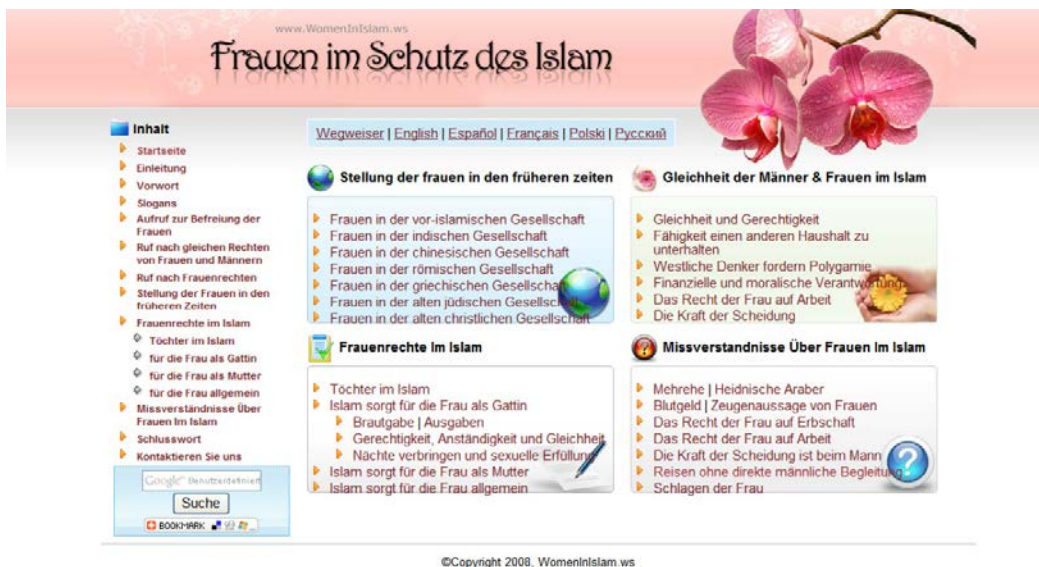 www.WomenInIslam.ws
Frauen im Schutz des Islam
Inhalt
Startseite
Einleitung
Vorwort
Slogans
Aufruf zur Befreiung der
Frauen
Ruf nach gleichen Rechten
von Frauen und Männern
Ruf nach Frauenrechten
Stellung der Frauen in den
früheren Zeiten
Frauenrechte im Islam
Töchter im Islam
für die Frau als Gattin
für die Frau als Mutter
für die Frau allgemein
Missverständnisse Über
Frauen Im Islam
Schlusswort
Kontaktieren Sie uns
Google™ Benutzerdefiniert
Suche
BOOKMARK
Wegweiser | English | Español | Français | Polski | Русский
Stellung der frauen in den früheren zeiten
Frauen in der vor-islamischen Gesellschaft
Frauen in der indischen Gesellschaft
Frauen in der chinesischen Gesellschaft
Frauen in der römischen Gesellschaft
Frauen in der griechischen Gesellschaft
Frauen in der alten jüdischen Gesellschaft
Frauen in der alten christlichen Gesellschaft
Gleichheit der Männer & Frauen im Islam
Gleichheit und Gerechtigkeit
Fähigkeit einen anderen Haushalt zu
unterhalten
Westliche Denker fordern Polygamie
Finanzielle und moralische Verantwortung
Das Recht der Frau auf Arbeit
Die Kraft der Scheidung
Frauenrechte Im Islam
Töchter im Islam
Islam sorgt für die Frau als Gattin
Brautgabe | Ausgaben
Gerechtigkeit, Anständigkeit und Gleichheit
Nächte verbringen und sexuelle Erfüllung
Islam sorgt für die Frau als Mutter
Islam sorgt für die Frau allgemein
Missverstandnisse Über Frauen Im Islam
Mehrehe | Heidnische Araber
Blutgeld | Zeugenaussage von Frauen
Das Recht der Frau auf Erbschaft
Das Recht der Frau auf Arbeit
Die Kraft der Scheidung ist beim Mann
Reisen ohne direkte männliche Begleitung
Schlagen der Frau
©Copyright 2008, WomenInIslam.ws